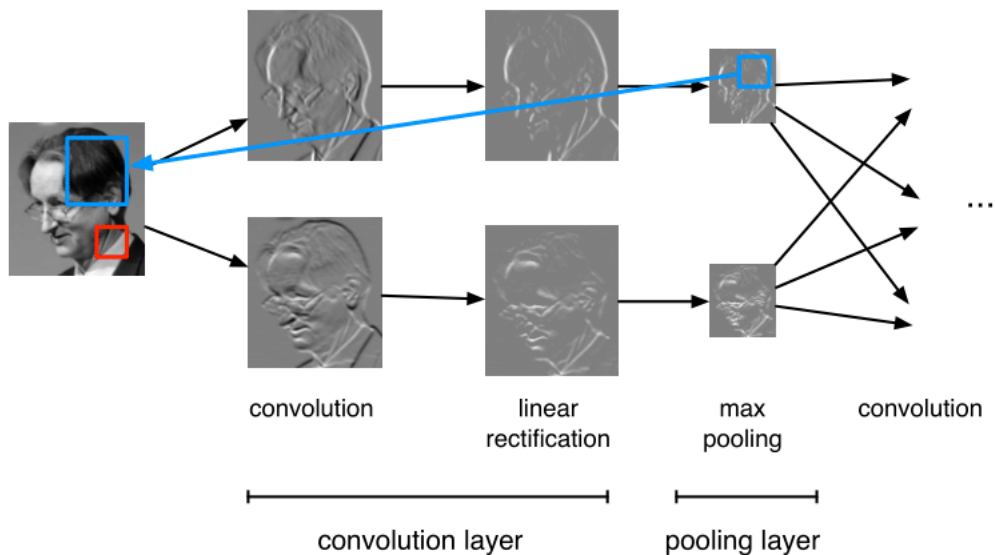 ...
convolution
linear
rectification
max
pooling
convolution
convolution layer
pooling layer